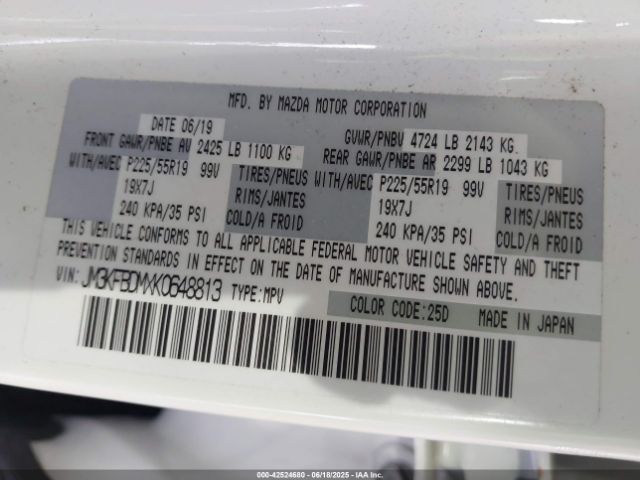 MFD. BY MAZDA MOTOR CORPORATION
DATE 06/19 GVWR/PNBV 4724 LB 2143 KG
FRONT GAWR/PNBE AV 2425 LB 1100 KG REAR GAWR/PNBE AR 2299 LB 1043 KG
WITH/AVEC P225/55R19 99V TIRES/PNEUS WITH/AVEC P225/55R19 99V TIRES/PNEUS
19X7J RIMS/JANTES 19X7J RIMS/JANTES
240 KPA/35 PSI COLD/A FROID 240 KPA/35 PSI COLD/A FROID
THIS VEHICLE CONFORMS TO ALL APPLICABLE FEDERAL MOTOR VEHICLE SAFETY AND THEFT
PREVENTION STANDARDS IN EFFECT ON THE DATE OF MANUFACTURE SHOWN ABOVE.
VIN: JM3KFBDMXK0648813 TYPE:MPV
COLOR CODE:25D MADE IN JAPAN
000-42524680 - 06/18/2025 - IAA Inc.